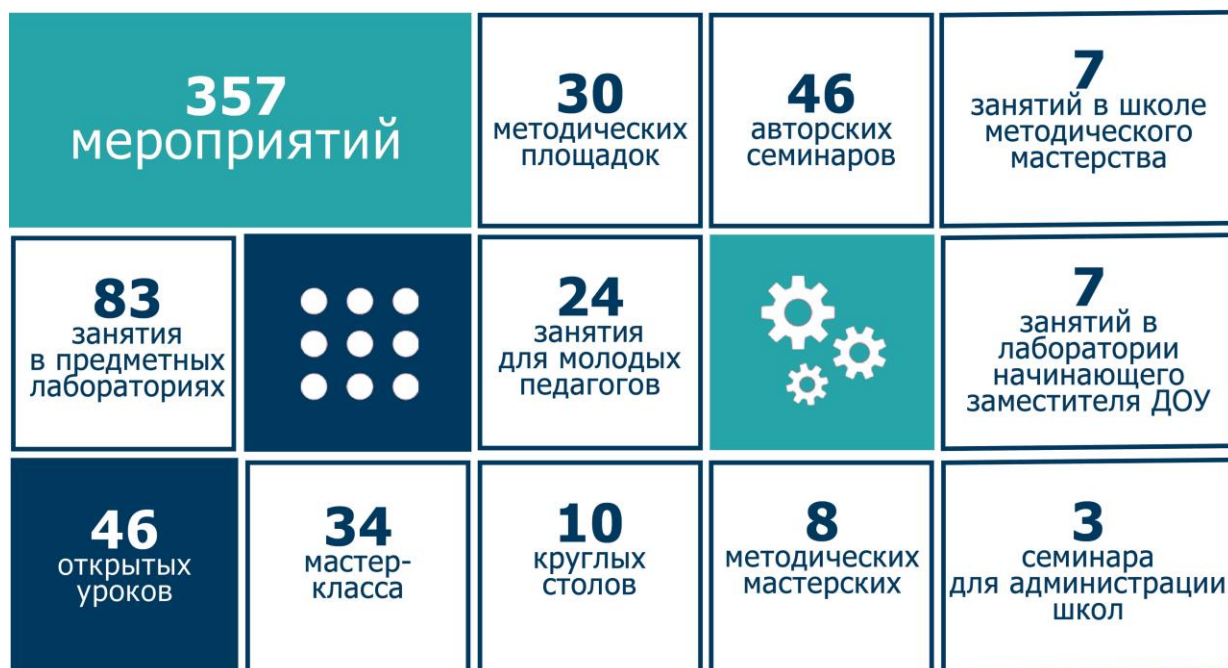 357
мероприятий
30
методических
площадок
46
авторских
семинаров
7
занятий в школе
методического
мастерства
83
занятия
в предметных
лабораториях
24
занятия
для молодых
педагогов
7
занятий в
лаборатории
начинающего
заместителя ДОУ
46
открытых
уроков
34
мастер-
класса
10
круглых
столов
8
методических
мастерских
3
семинара
для администрации
школ